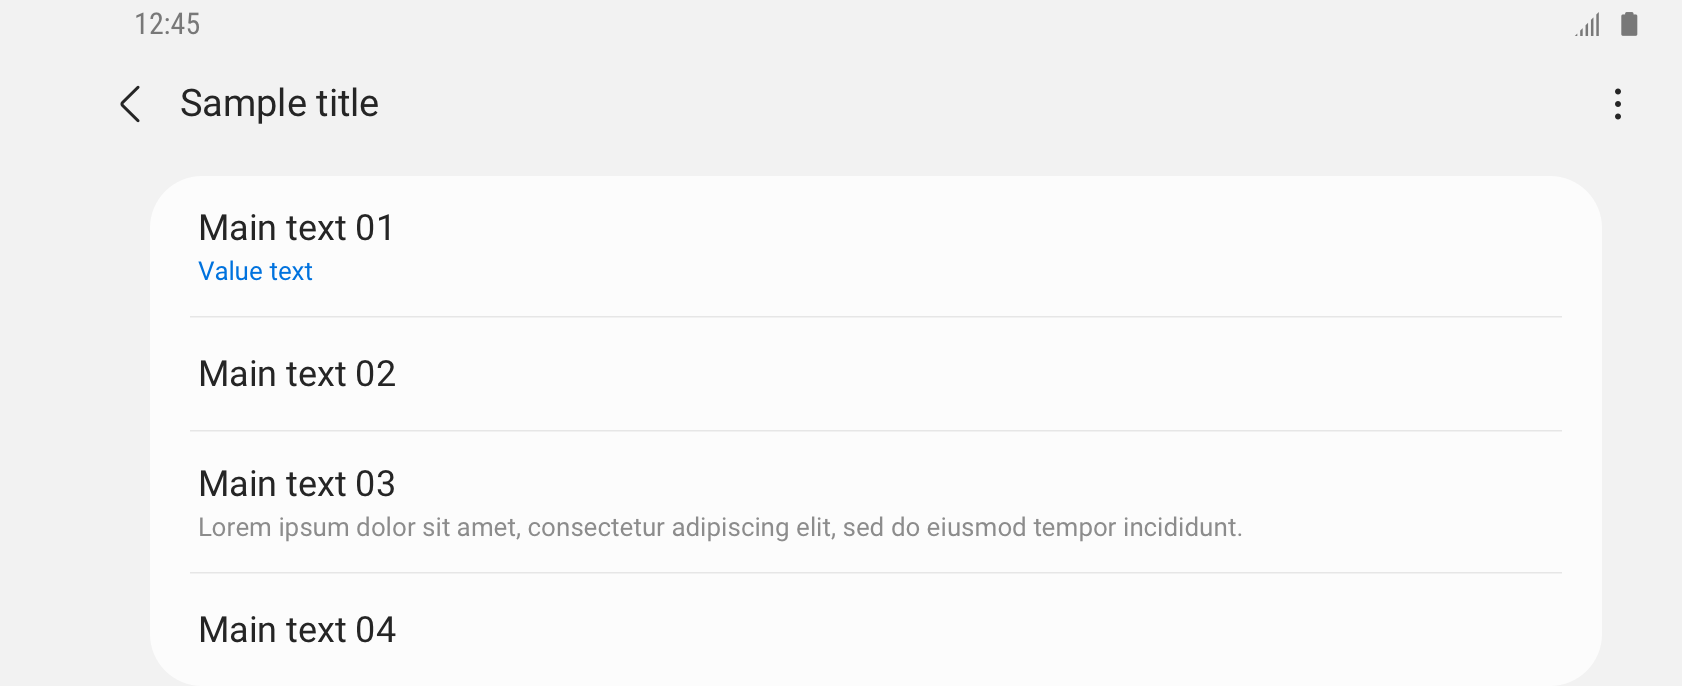 12:45
Sample title
Main text 01
Value text
Main text 02
Main text 03
Lorem ipsum dolor sit amet, consectetur adipiscing elit, sed do eiusmod tempor incididunt.
Main text 04